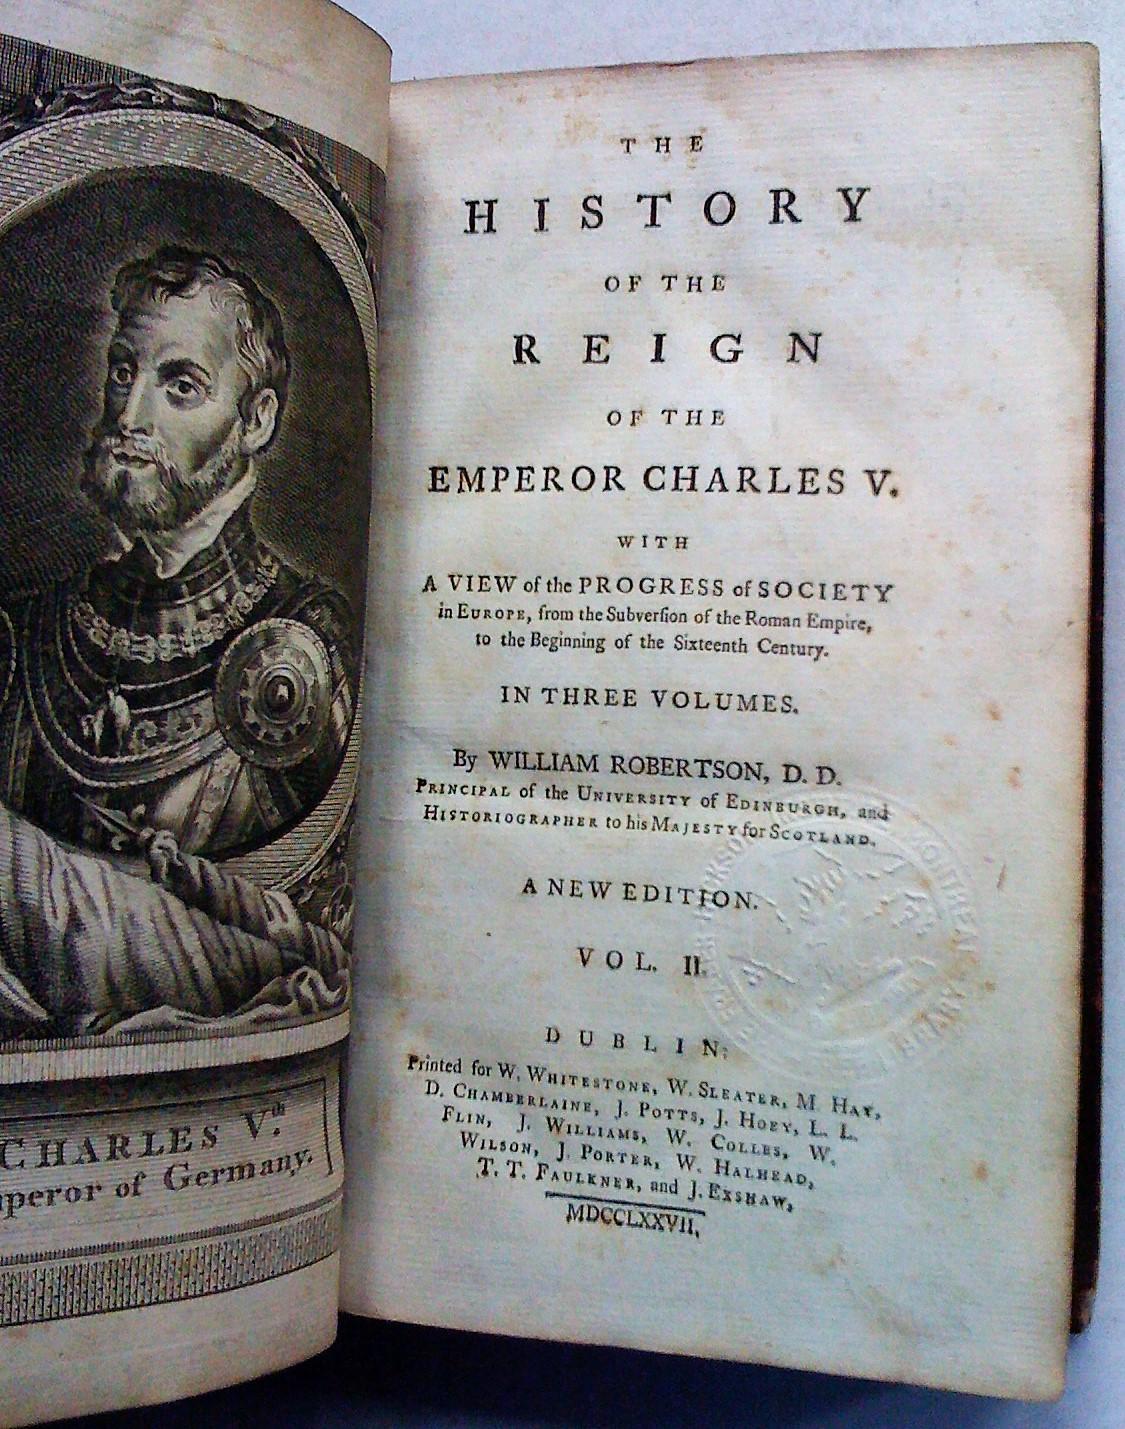 THE
HISTORY
OF THE
REIGN
OF THE
EMPEROR CHARLES V.
WITH
A VIEW of the PROGRESS of SOCIETY
in EUROPE, from the Subverſion of the Roman Empire,
to the Beginning of the Sixteenth Century.
IN THREE VOLUMES.
By WILLIAM ROBERTSON, D. D.
PRINCIPAL of the UNIVERSITY of EDINBURGH, and
HISTORIOGRAPHER to his MAJESTY for SCOTLAND.
A NEW EDITION.
VOL. II.
DUBLIN:
Printed for W. WHITESTONE, W. SLEATER, M HAY,
D. CHAMBERLAINE, J. POTTS, J. HOEY, L. L.
FLIN, J. WILLIAMS, W. COLLES, W.
WILSON, J. PORTER, W. HALHEAD,
T. T. FAULKNER, and J. EXSHAW,
MDCCLXXVII,
CHARLES V.th
mperor of Germany.
MONTREAL